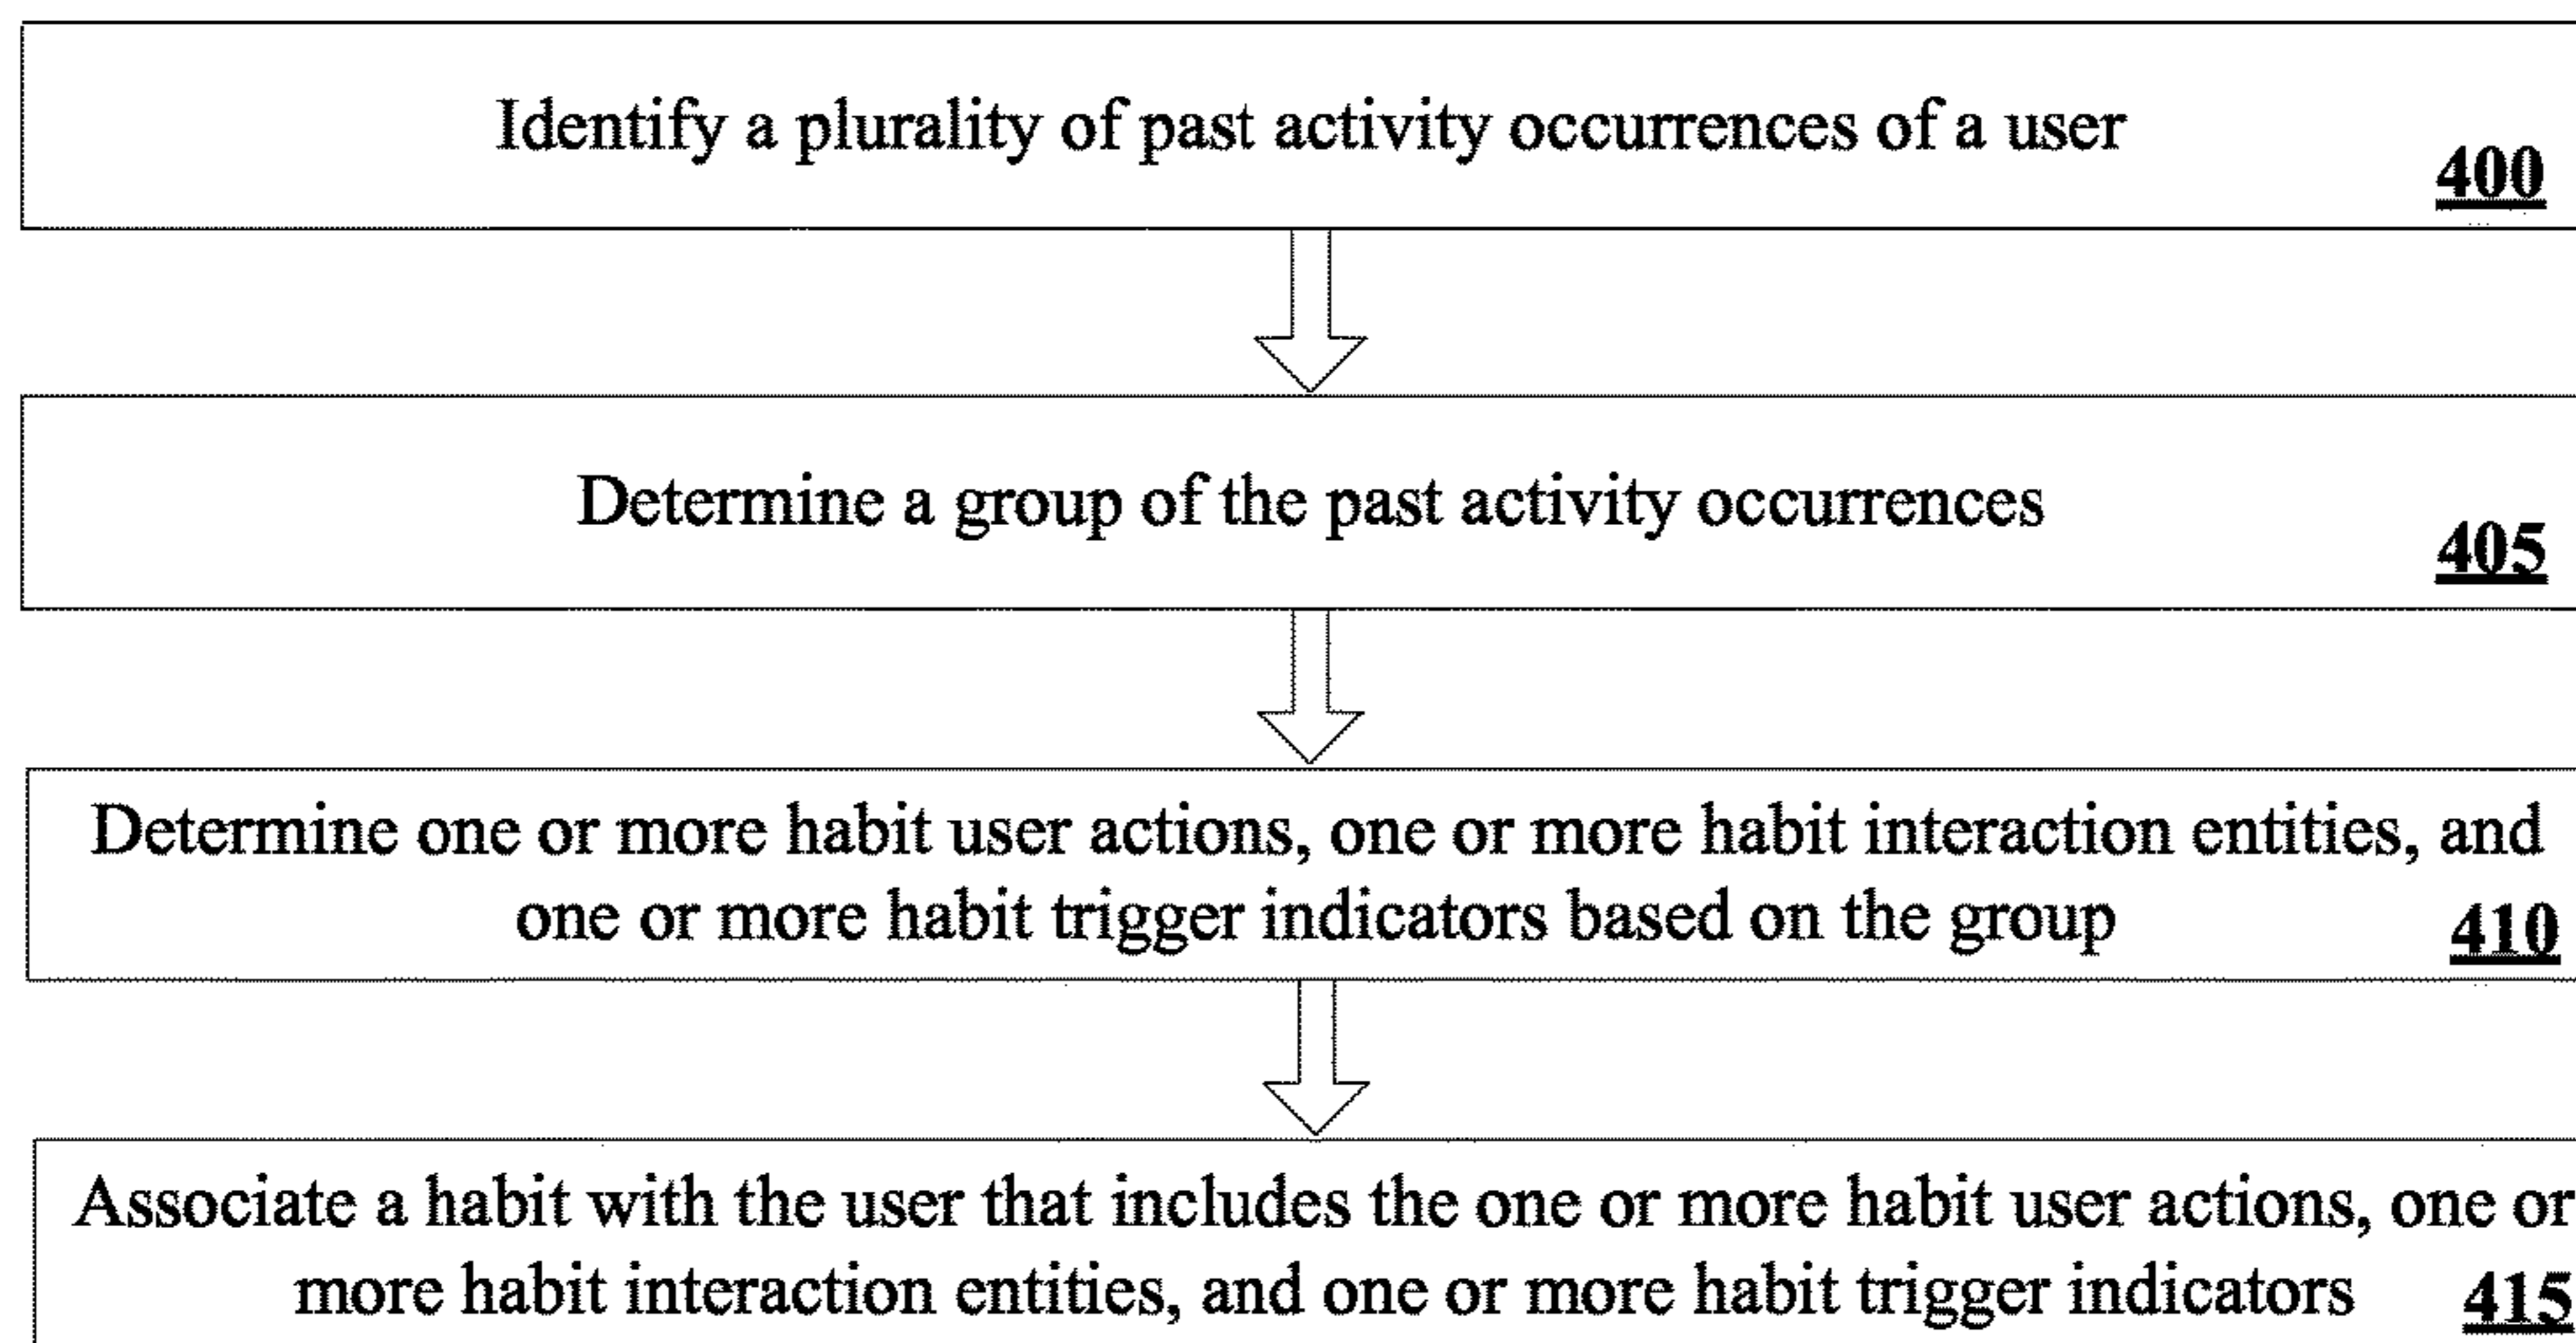 Identify a plurality of past activity occurrences of a user
400
Determine a group of the past activity occurrences
405
Determine one or more habit user actions, one or more habit interaction entities, and
one or more habit trigger indicators based on the group
410
Associate a habit with the user that includes the one or more habit user actions, one or
more habit interaction entities, and one or more habit trigger indicators
415